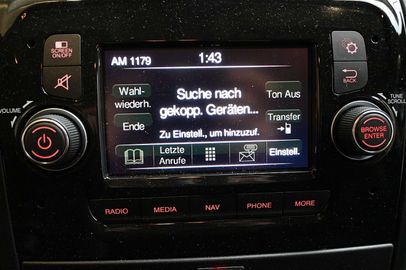 SCREEN
ON/OFF
AM 1179
1:43
Wahl-
wiederh.
Suche nach
gekopp. Geräten...
Ton Aus
Ende
Zu Einstell., um hinzuzuf.
Transfer
Letzte
Anrufe
Einstell.
VOLUME
BACK
TUNE
SCROLL
BROWSE
ENTER
RADIO
MEDIA
NAV
PHONE
MORE